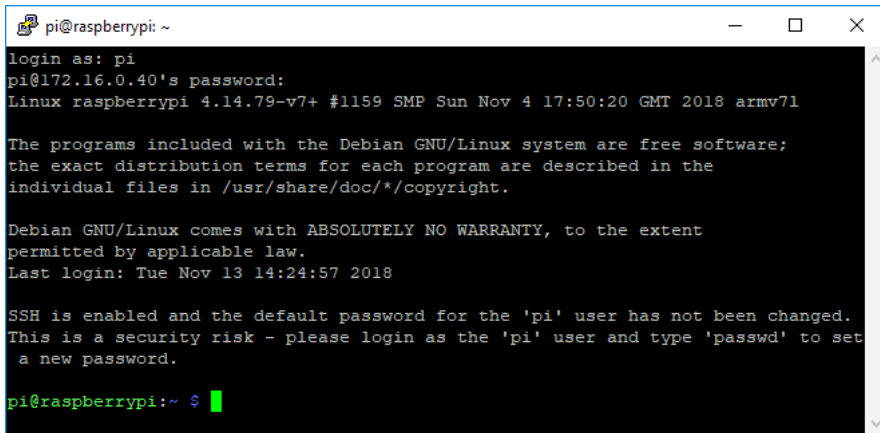 pi@raspberrypi: ~
login as: pi
pi@172.16.0.40's password:
Linux raspberrypi 4.14.79-v7+ #1159 SMP Sun Nov 4 17:50:20 GMT 2018 armv7l
The programs included with the Debian GNU/Linux system are free software;
the exact distribution terms for each program are described in the
individual files in /usr/share/doc/*/copyright.
Debian GNU/Linux comes with ABSOLUTELY NO WARRANTY, to the extent
permitted by applicable law.
Last login: Tue Nov 13 14:24:57 2018
SSH is enabled and the default password for the 'pi' user has not been changed.
This is a security risk - please login as the 'pi' user and type 'passwd' to set
 a new password.
pi@raspberrypi:~ $